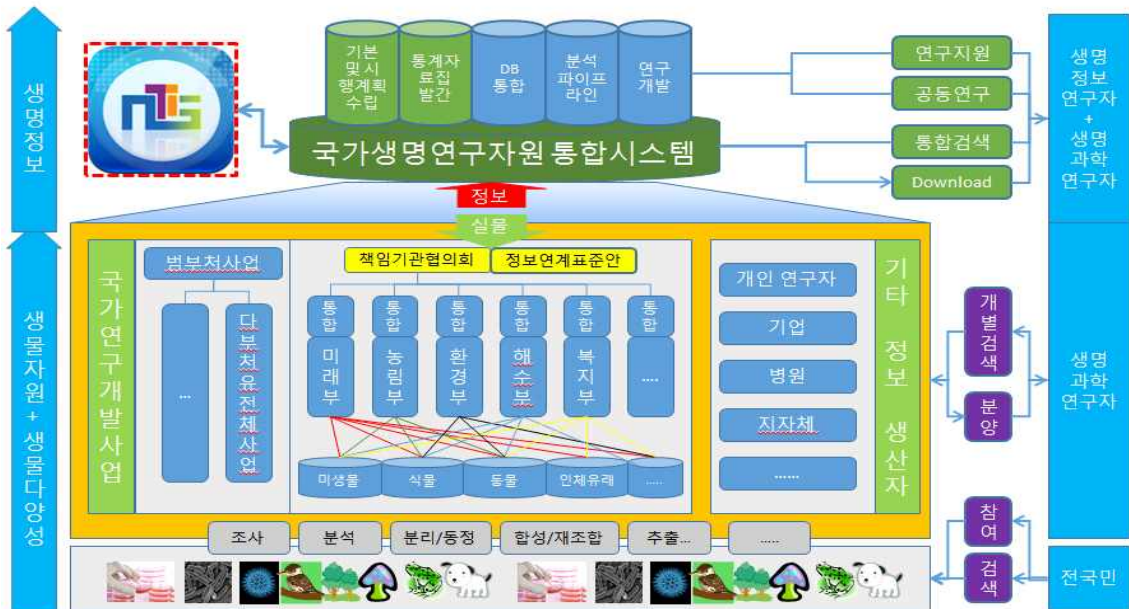 생명정보
생물자원 + 생물다양성
nTIS
기본
및 시
행계획
수립
통계자
료집
발간
DB
통합
분석
파이프
라인
연구
개발
국가생명연구자원 통합시스템
정보
실물
연구지원
공동연구
통합검색
Download
생명
정보
연구자
+
생명
과학
연구자
국가연구개발사업
범부처사업
...
다부처유전체사업
책임기관협의회
정보연계표준안
통합
통합
통합
통합
통합
통합
미래부
농림부
환경부
해수부
복지부
....
미생물
식물
동물
인체유래
.....
개인 연구자
기업
병원
지자체
......
기타 정보 생산자
개별검색
분양
생명
과학
연구자
조사
분석
분리/동정
합성/재조합
추출...
.....
참여
검색
전국민